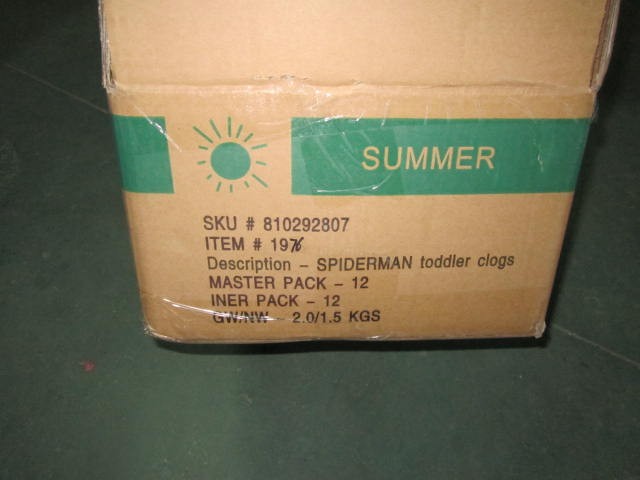 SUMMER
SKU # 810292807
ITEM # 1976
Description - SPIDERMAN toddler clogs
MASTER PACK - 12
INER PACK - 12
GW/NW - 2.0/1.5 KGS